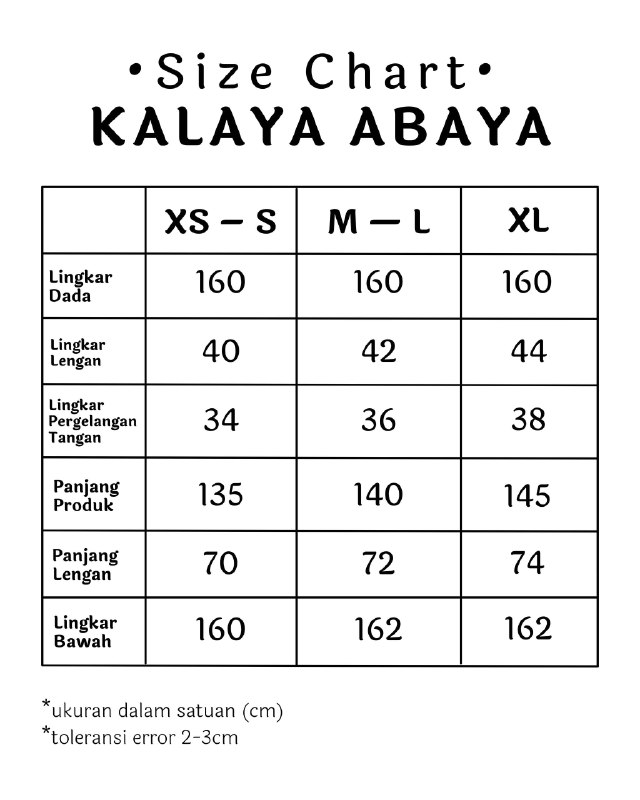 •Size Chart•
KALAYA ABAYA
XS – S M – L XL
Lingkar
Dada
160 160 160
Lingkar
Lengan
40 42 44
Lingkar
Pergelangan
Tangan
34 36 38
Panjang
Produk
135 140 145
Panjang
Lengan
70 72 74
Lingkar
Bawah
160 162 162
*ukuran dalam satuan (cm)
*toleransi error 2-3cm